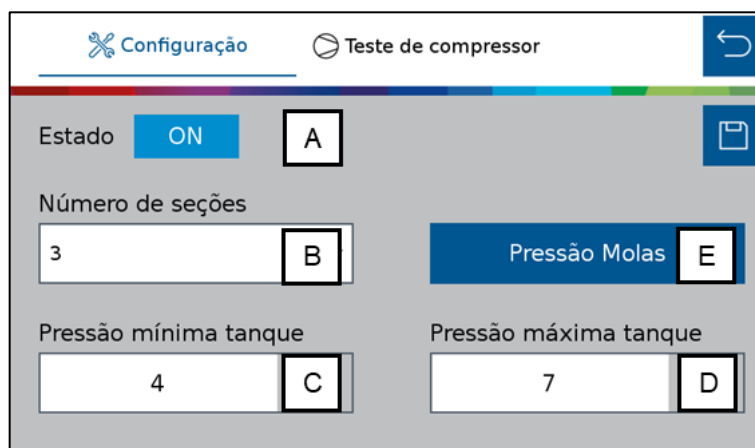 Configuração
Teste de compressor
Estado ON A
Número de seções
3 B
Pressão Molas E
Pressão mínima tanque
Pressão máxima tanque
4 C
7 D